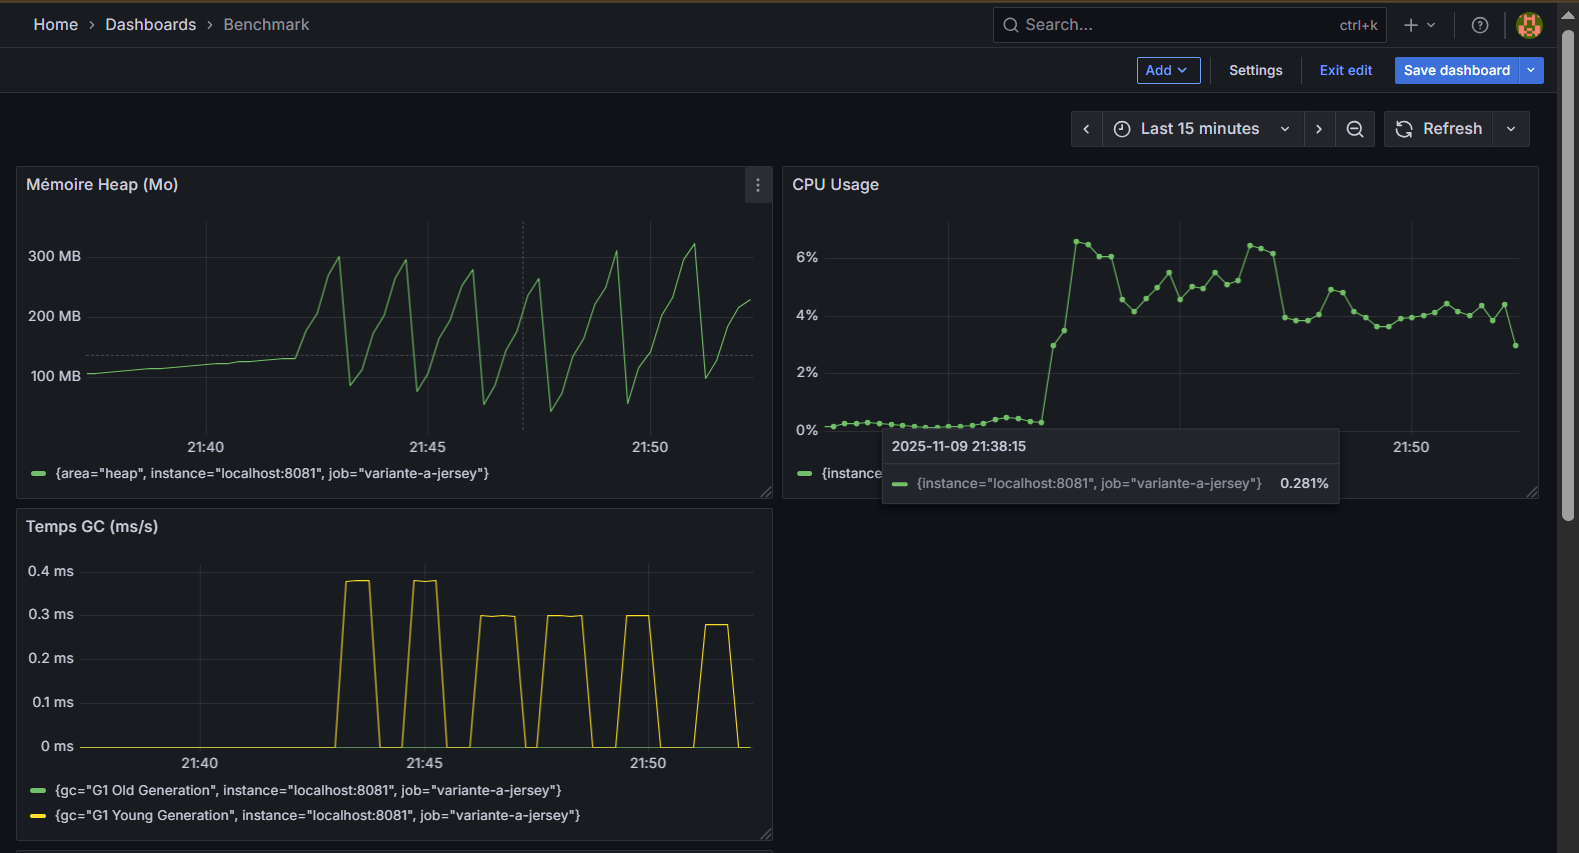 Home › Dashboards › Benchmark
Search... ctrl+k
Add Settings Exit edit Save dashboard
Last 15 minutes Refresh
Mémoire Heap (Mo)
300 MB
200 MB
100 MB
21:40 21:45 21:50
{area="heap", instance="localhost:8081", job="variante-a-jersey"}
CPU Usage
6%
4%
2%
0%
21:50
{instance
2025-11-09 21:38:15
{instance="localhost:8081", job="variante-a-jersey"} 0.281%
Temps GC (ms/s)
0.4 ms
0.3 ms
0.2 ms
0.1 ms
0 ms
21:40 21:45 21:50
{gc="G1 Old Generation", instance="localhost:8081", job="variante-a-jersey"}
{gc="G1 Young Generation", instance="localhost:8081", job="variante-a-jersey"}